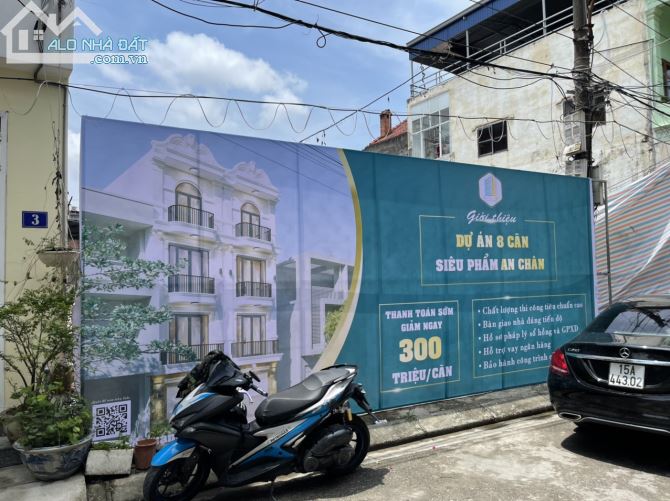 ALO NHÀ ĐẤT
.com.vn
3
Giới thiệu
DỰ ÁN 8 CĂN
SIÊU PHẨM AN CHÂN
THANH TOÁN SỚM
GIẢM NGAY
300
TRIỆU/CĂN
• Chất lượng thi công tiêu chuẩn cao
• Bàn giao nhà đúng tiến độ
• Hồ sơ pháp lý sổ hồng và GPXD
• Hỗ trợ vay ngân hàng
• Bảo hành công trình
15A
443.02